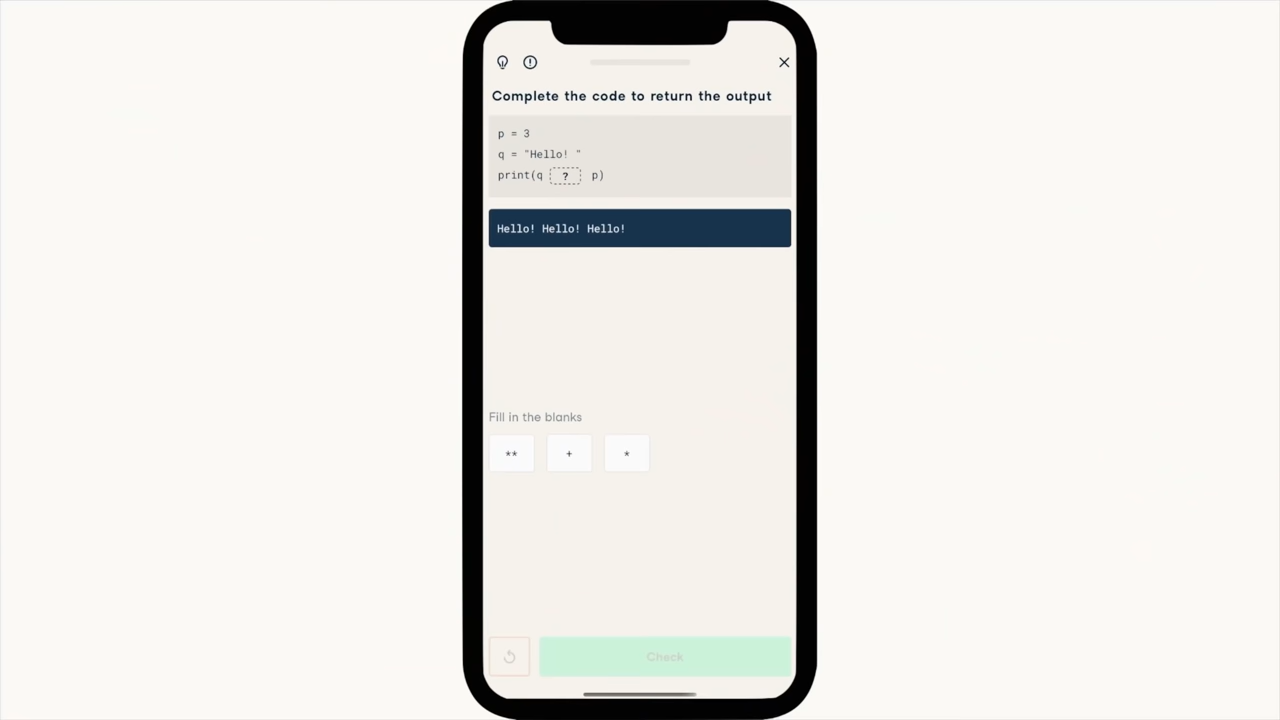 Complete the code to return the output
p = 3
q = "Hello! "
print(q ? p)
Hello! Hello! Hello!
Fill in the blanks
** + *
Check